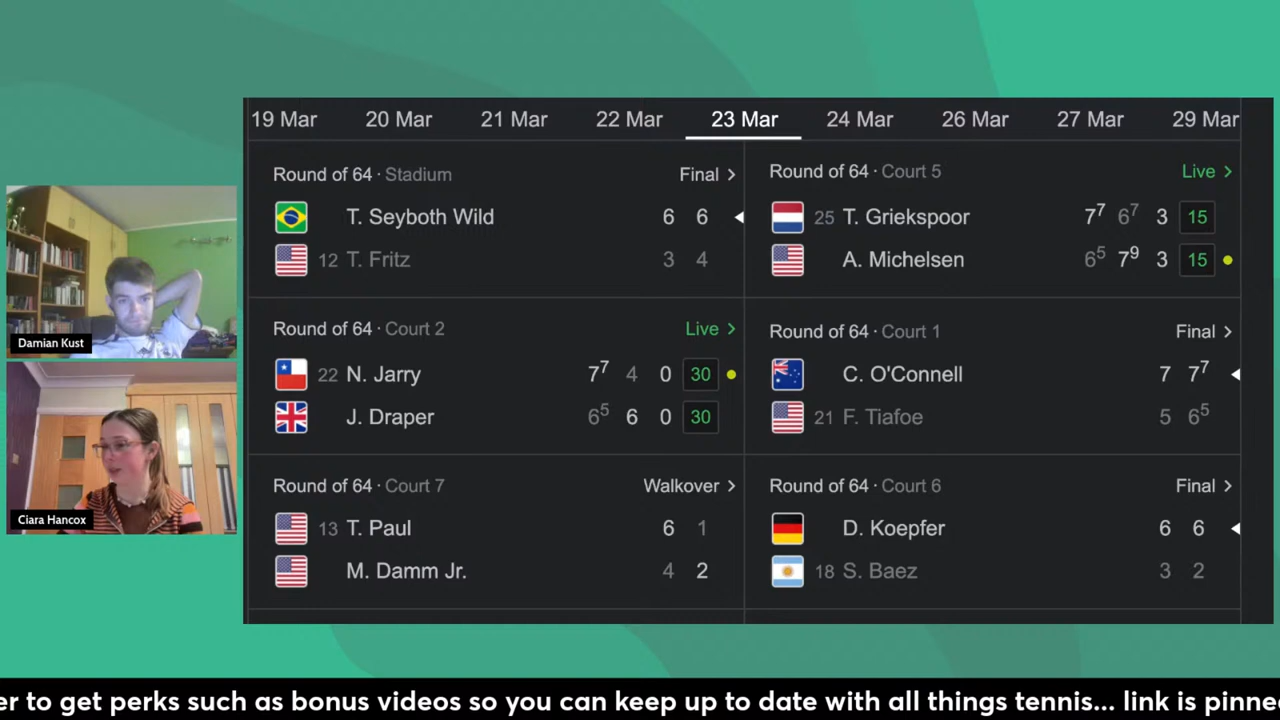 19 Mar 20 Mar 21 Mar 22 Mar 23 Mar 24 Mar 26 Mar 27 Mar 29 Mar
Round of 64 · Stadium Final
T. Seyboth Wild 6 6
12 T. Fritz 3 4
Round of 64 · Court 5 Live
25 T. Griekspoor 7⁷ 6⁷ 3 15
A. Michelsen 6⁵ 7⁹ 3 15
Round of 64 · Court 2 Live
22 N. Jarry 7⁷ 4 0 30
J. Draper 6⁵ 6 0 30
Round of 64 · Court 1 Final
C. O'Connell 7 7⁷
21 F. Tiafoe 5 6⁵
Round of 64 · Court 7 Walkover
13 T. Paul 6 1
M. Damm Jr. 4 2
Round of 64 · Court 6 Final
D. Koepfer 6 6
18 S. Baez 3 2
Damian Kust
Ciara Hancox
er to get perks such as bonus videos so you can keep up to date with all things tennis... link is pinne